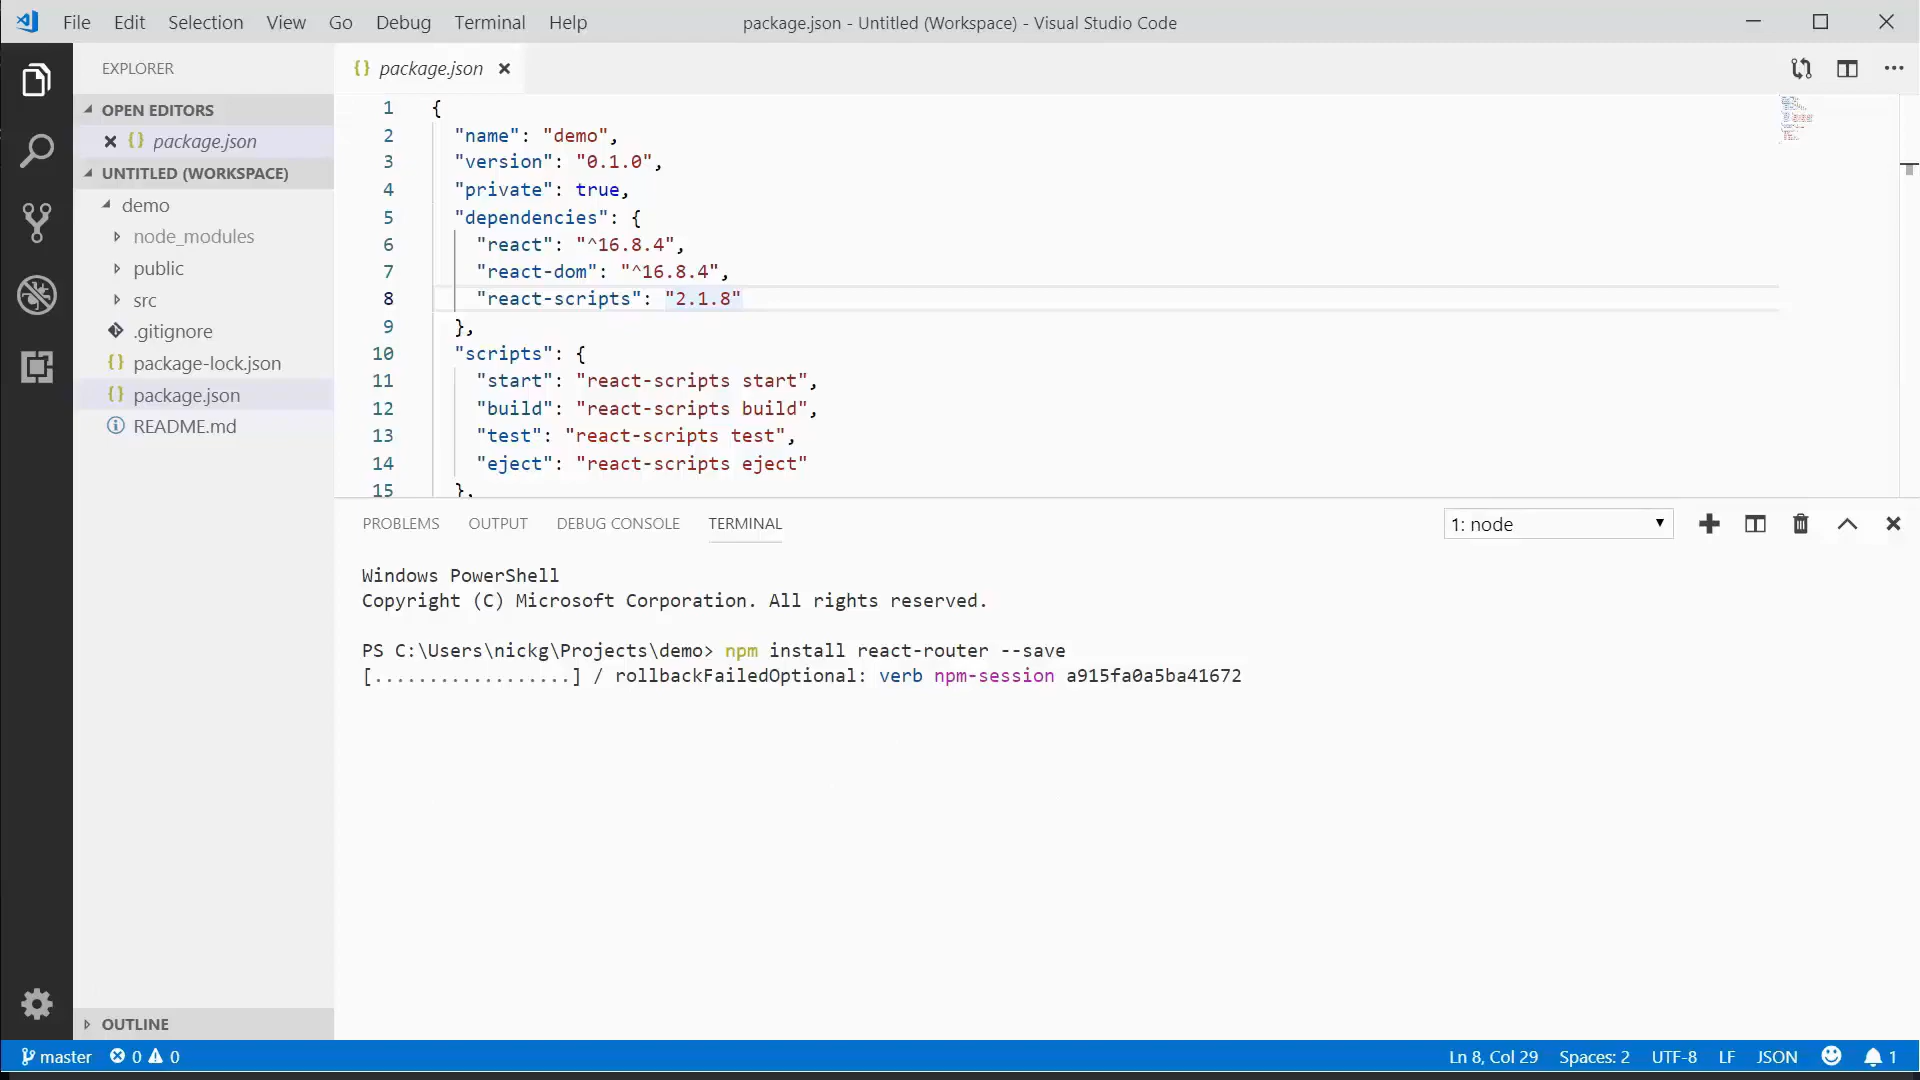 File Edit Selection View Go Debug Terminal Help
package.json - Untitled (Workspace) - Visual Studio Code
EXPLORER
OPEN EDITORS
package.json
UNTITLED (WORKSPACE)
demo
node_modules
public
src
.gitignore
package-lock.json
package.json
README.md
OUTLINE
{} package.json
1 {
2 "name": "demo",
3 "version": "0.1.0",
4 "private": true,
5 "dependencies": {
6 "react": "^16.8.4",
7 "react-dom": "^16.8.4",
8 "react-scripts": "2.1.8"
9 },
10 "scripts": {
11 "start": "react-scripts start",
12 "build": "react-scripts build",
13 "test": "react-scripts test",
14 "eject": "react-scripts eject"
15 },
PROBLEMS OUTPUT DEBUG CONSOLE TERMINAL
1: node
Windows PowerShell
Copyright (C) Microsoft Corporation. All rights reserved.
PS C:\Users\nickg\Projects\demo> npm install react-router --save
[..................] / rollbackFailedOptional: verb npm-session a915fa0a5ba41672
master 0 0
Ln 8, Col 29 Spaces: 2 UTF-8 LF JSON 1